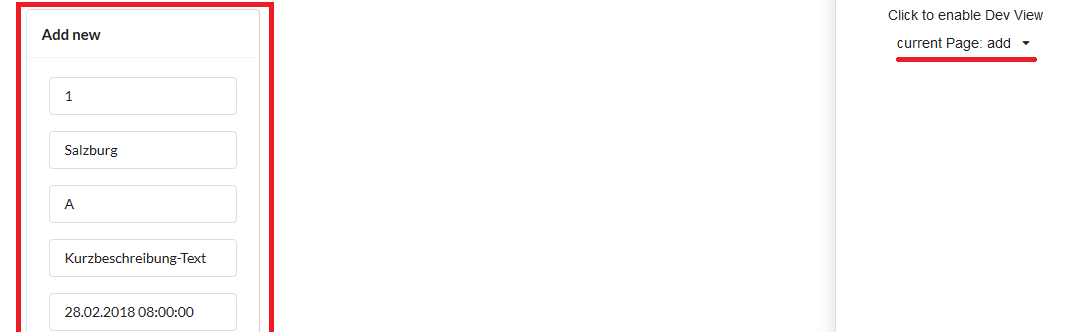 Add new
1
Salzburg
A
Kurzbeschreibung-Text
28.02.2018 08:00:00
Click to enable Dev View
current Page: add